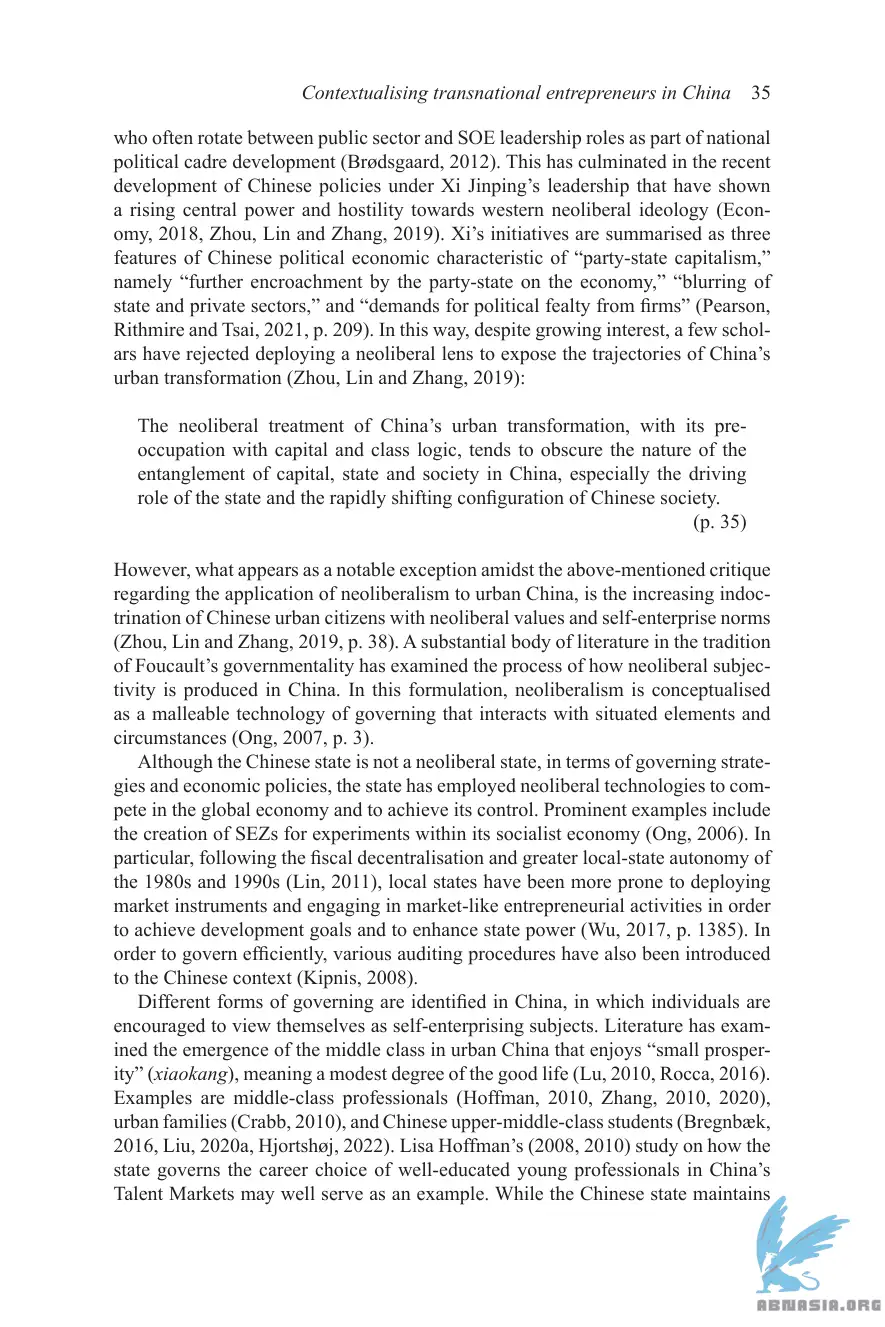 Contextualising transnational entrepreneurs in China 35
who often rotate between public sector and SOE leadership roles as part of national
political cadre development (Brødsgaard, 2012). This has culminated in the recent
development of Chinese policies under Xi Jinping’s leadership that have shown
a rising central power and hostility towards western neoliberal ideology (Econ-
omy, 2018, Zhou, Lin and Zhang, 2019). Xi’s initiatives are summarised as three
features of Chinese political economic characteristic of “party-state capitalism,”
namely “further encroachment by the party-state on the economy,” “blurring of
state and private sectors,” and “demands for political fealty from firms” (Pearson,
Rithmire and Tsai, 2021, p. 209). In this way, despite growing interest, a few schol-
ars have rejected deploying a neoliberal lens to expose the trajectories of China’s
urban transformation (Zhou, Lin and Zhang, 2019):
The neoliberal treatment of China’s urban transformation, with its pre-
occupation with capital and class logic, tends to obscure the nature of the
entanglement of capital, state and society in China, especially the driving
role of the state and the rapidly shifting configuration of Chinese society.
(p. 35)
However, what appears as a notable exception amidst the above-mentioned critique
regarding the application of neoliberalism to urban China, is the increasing indoc-
trination of Chinese urban citizens with neoliberal values and self-enterprise norms
(Zhou, Lin and Zhang, 2019, p. 38). A substantial body of literature in the tradition
of Foucault’s governmentality has examined the process of how neoliberal subjec-
tivity is produced in China. In this formulation, neoliberalism is conceptualised
as a malleable technology of governing that interacts with situated elements and
circumstances (Ong, 2007, p. 3).
Although the Chinese state is not a neoliberal state, in terms of governing strate-
gies and economic policies, the state has employed neoliberal technologies to com-
pete in the global economy and to achieve its control. Prominent examples include
the creation of SEZs for experiments within its socialist economy (Ong, 2006). In
particular, following the fiscal decentralisation and greater local-state autonomy of
the 1980s and 1990s (Lin, 2011), local states have been more prone to deploying
market instruments and engaging in market-like entrepreneurial activities in order
to achieve development goals and to enhance state power (Wu, 2017, p. 1385). In
order to govern efficiently, various auditing procedures have also been introduced
to the Chinese context (Kipnis, 2008).
Different forms of governing are identified in China, in which individuals are
encouraged to view themselves as self-enterprising subjects. Literature has exam-
ined the emergence of the middle class in urban China that enjoys “small prosper-
ity” (xiaokang), meaning a modest degree of the good life (Lu, 2010, Rocca, 2016).
Examples are middle-class professionals (Hoffman, 2010, Zhang, 2010, 2020),
urban families (Crabb, 2010), and Chinese upper-middle-class students (Bregnbæk,
2016, Liu, 2020a, Hjortshøj, 2022). Lisa Hoffman’s (2008, 2010) study on how the
state governs the career choice of well-educated young professionals in China’s
Talent Markets may well serve as an example. While the Chinese state maintains
ABNASIA.ORG